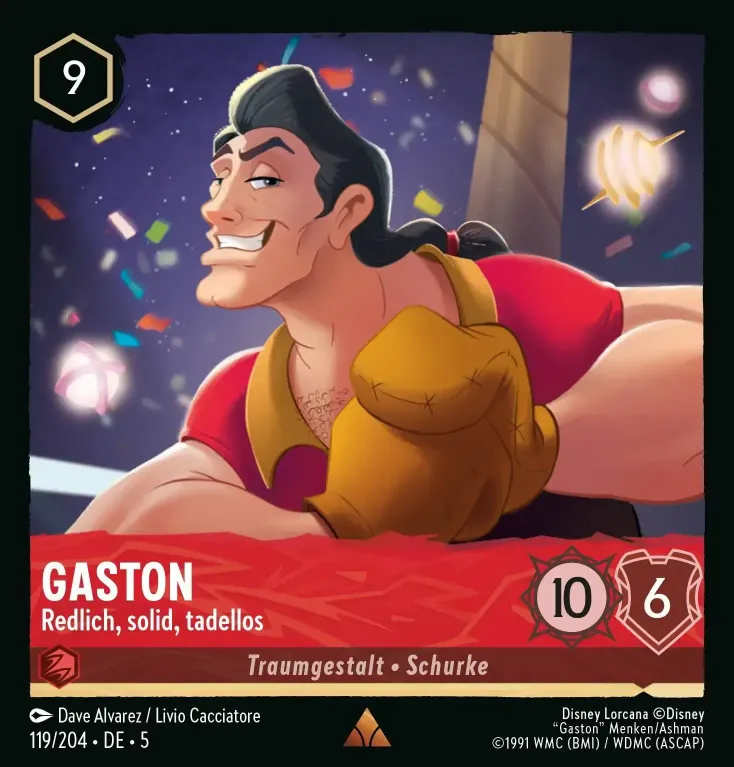 9
GASTON
Redlich, solid, tadellos
10
6
Traumgestalt • Schurke
Dave Alvarez / Livio Cacciatore
119/204 • DE • 5
Disney Lorcana ©Disney
“Gaston” Menken/Ashman
©1991 WMC (BMI) / WDMC (ASCAP)